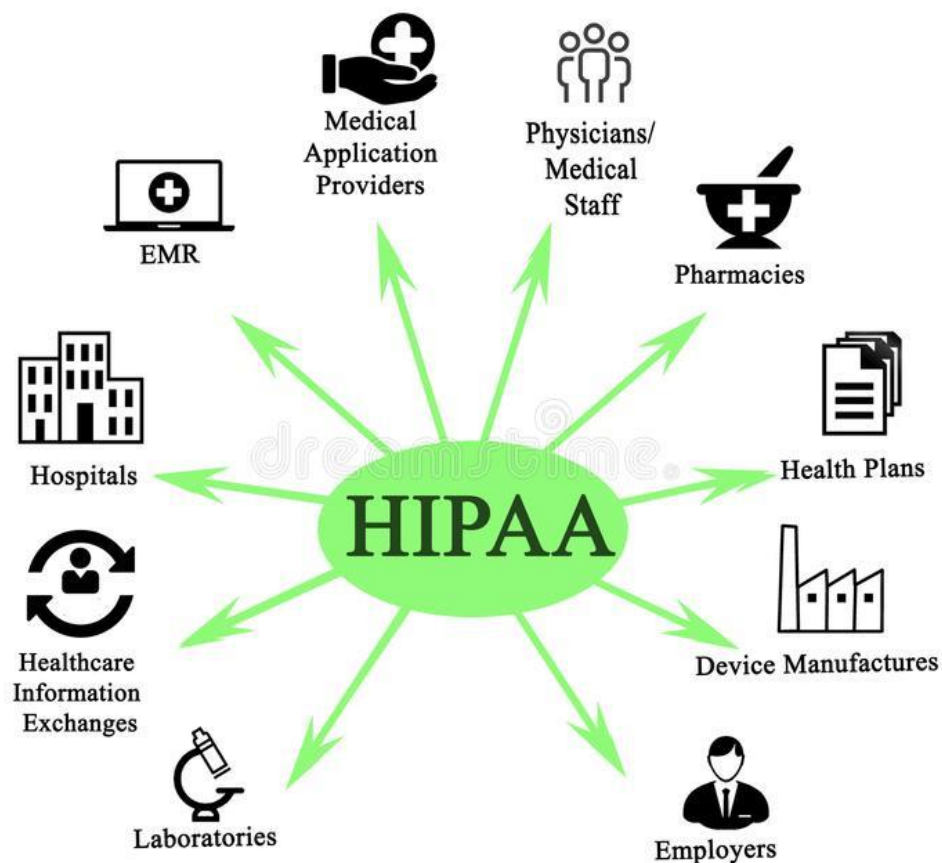 Medical
Application
Providers
Physicians/
Medical
Staff
EMR
Pharmacies
Hospitals
Health Plans
dreamstime.
HIPAA
Healthcare
Information
Exchanges
Device Manufactures
Laboratories
Employers